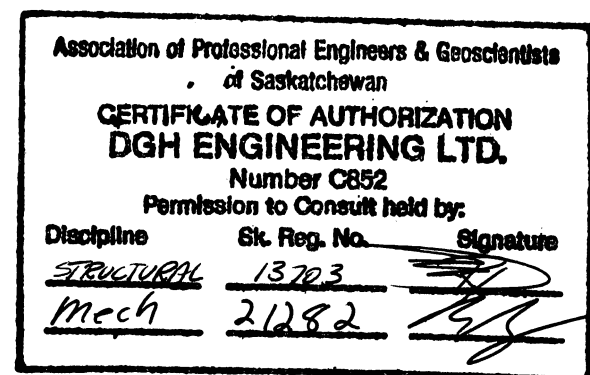 Association of Professional Engineers & Geoscientists
of Saskatchewan
CERTIFICATE OF AUTHORIZATION
DGH ENGINEERING LTD.
Number C852
Permission to Consult held by:
Discipline Sk. Reg. No. Signature
STRUCTURAL 13703
Mech 21282